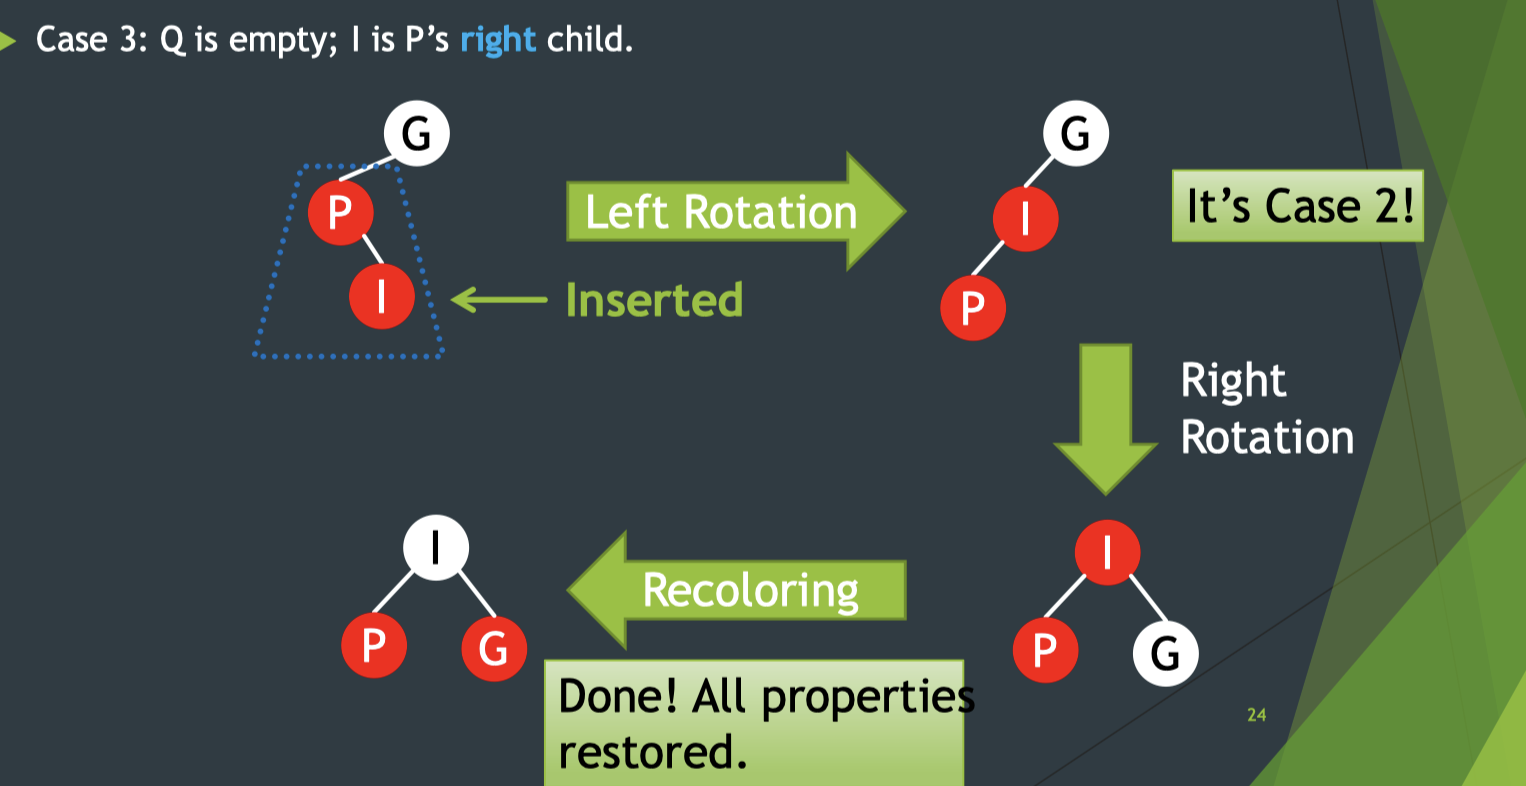 Case 3: Q is empty; I is P’s right child.
G
P
I
Left Rotation
Inserted
G
I
P
It’s Case 2!
Right
Rotation
I
P
G
Recoloring
I
P
G
Done! All properties
restored.
24